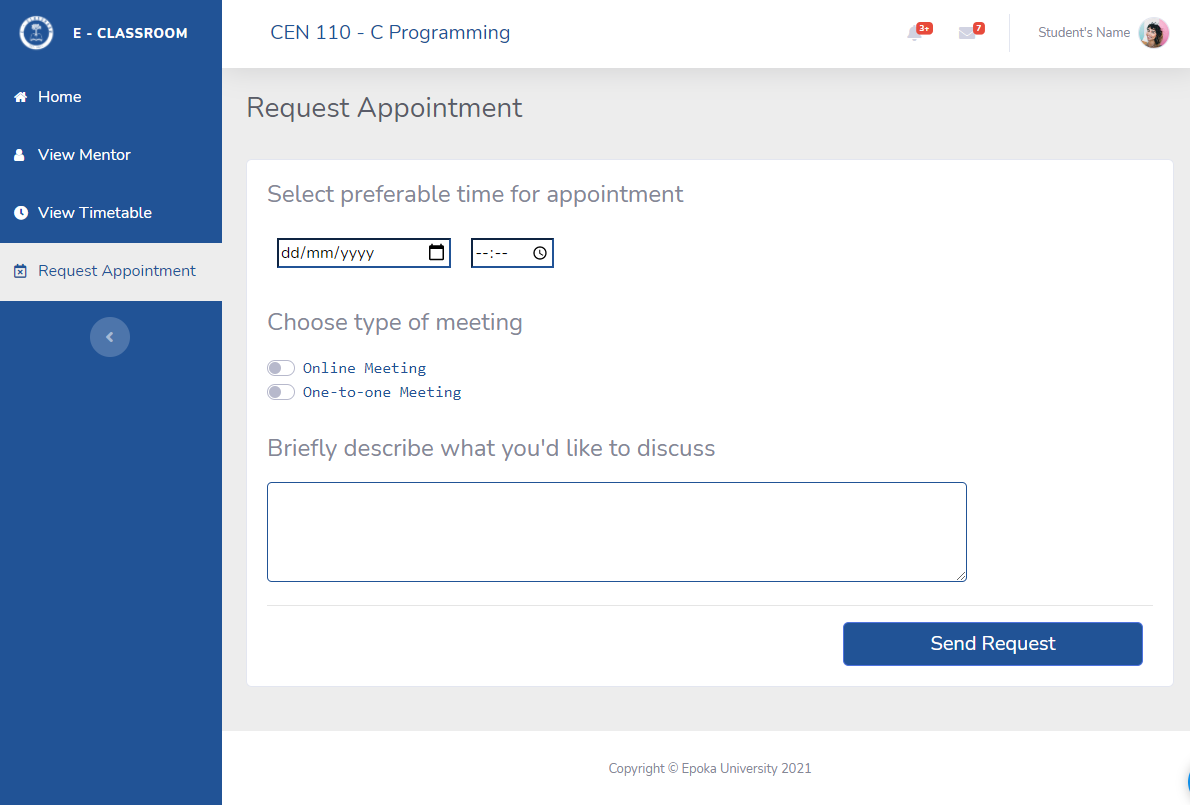 E - CLASSROOM
CEN 110 - C Programming
3+
7
Student's Name
Home
View Mentor
View Timetable
Request Appointment
Request Appointment
Select preferable time for appointment
dd/mm/yyyy
--:--
Choose type of meeting
Online Meeting
One-to-one Meeting
Briefly describe what you'd like to discuss
Send Request
Copyright © Epoka University 2021